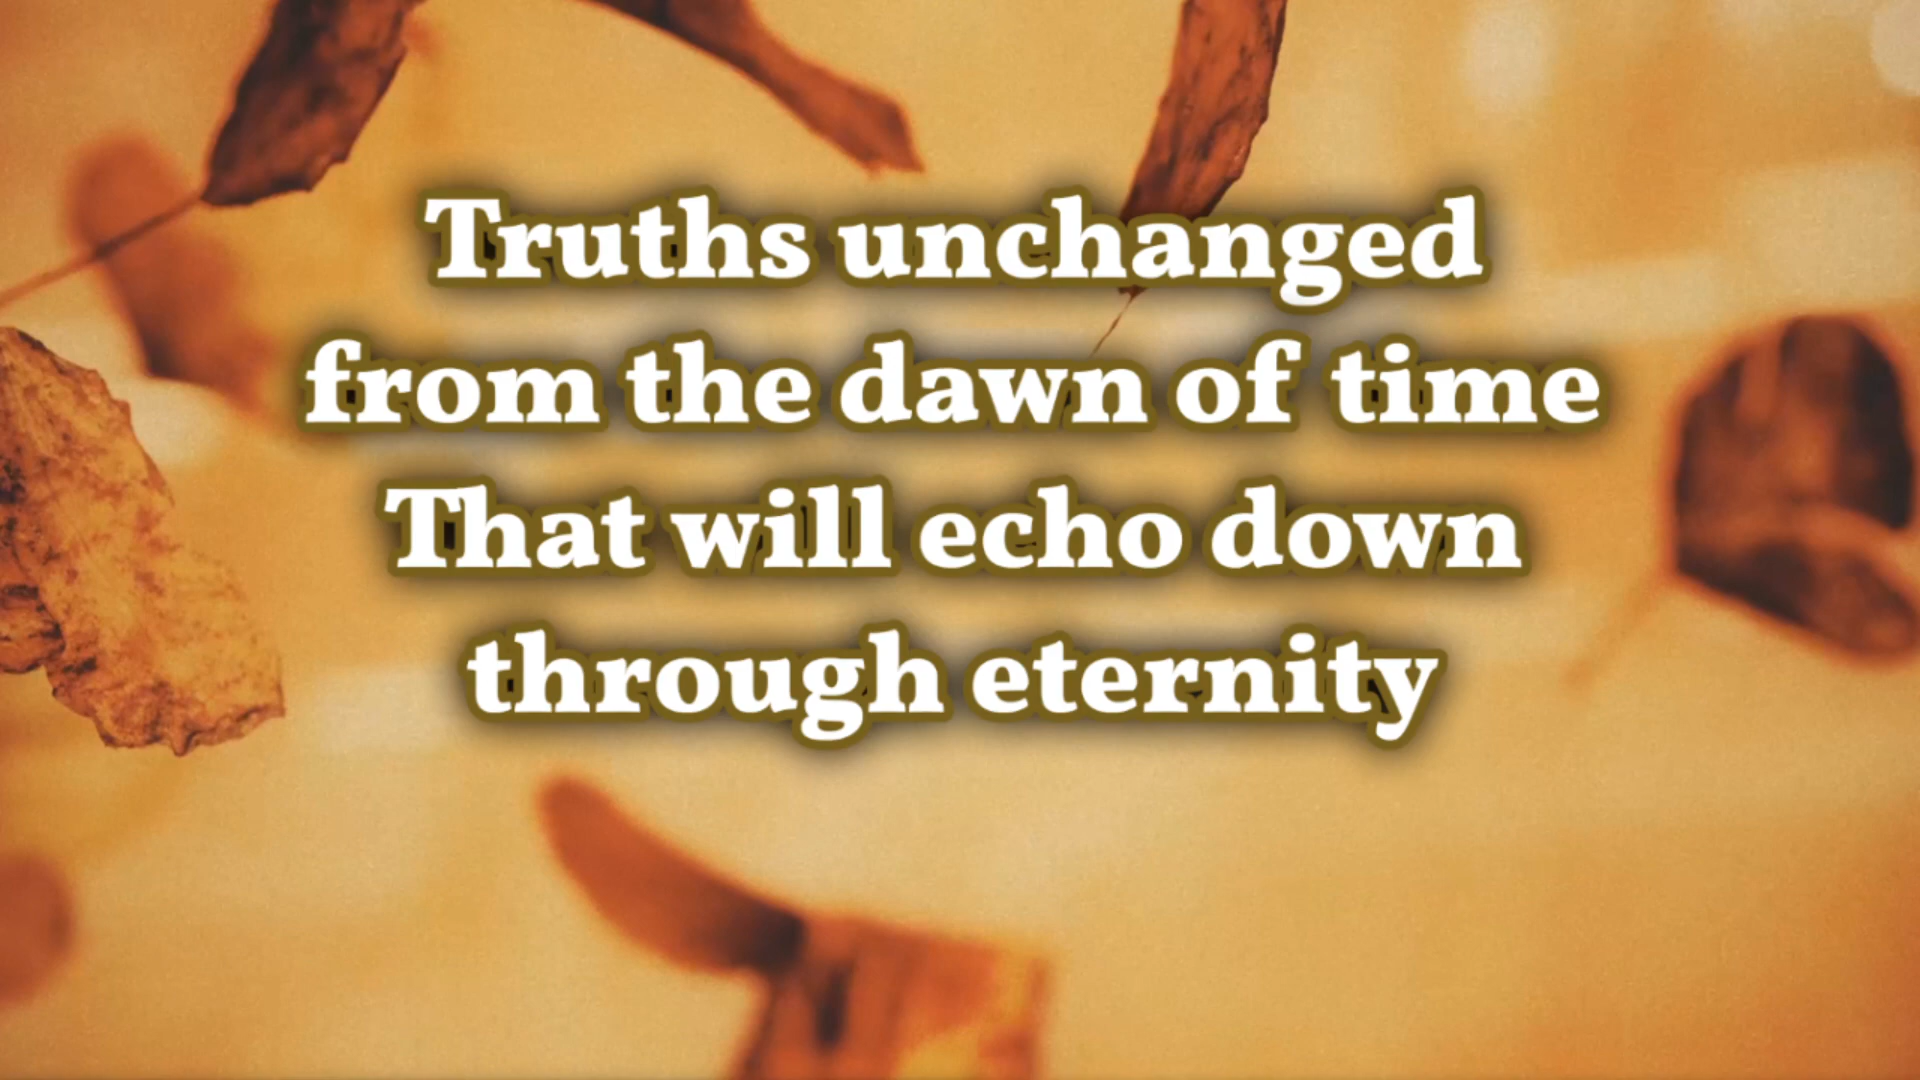 Truths unchanged
from the dawn of time
That will echo down
through eternity